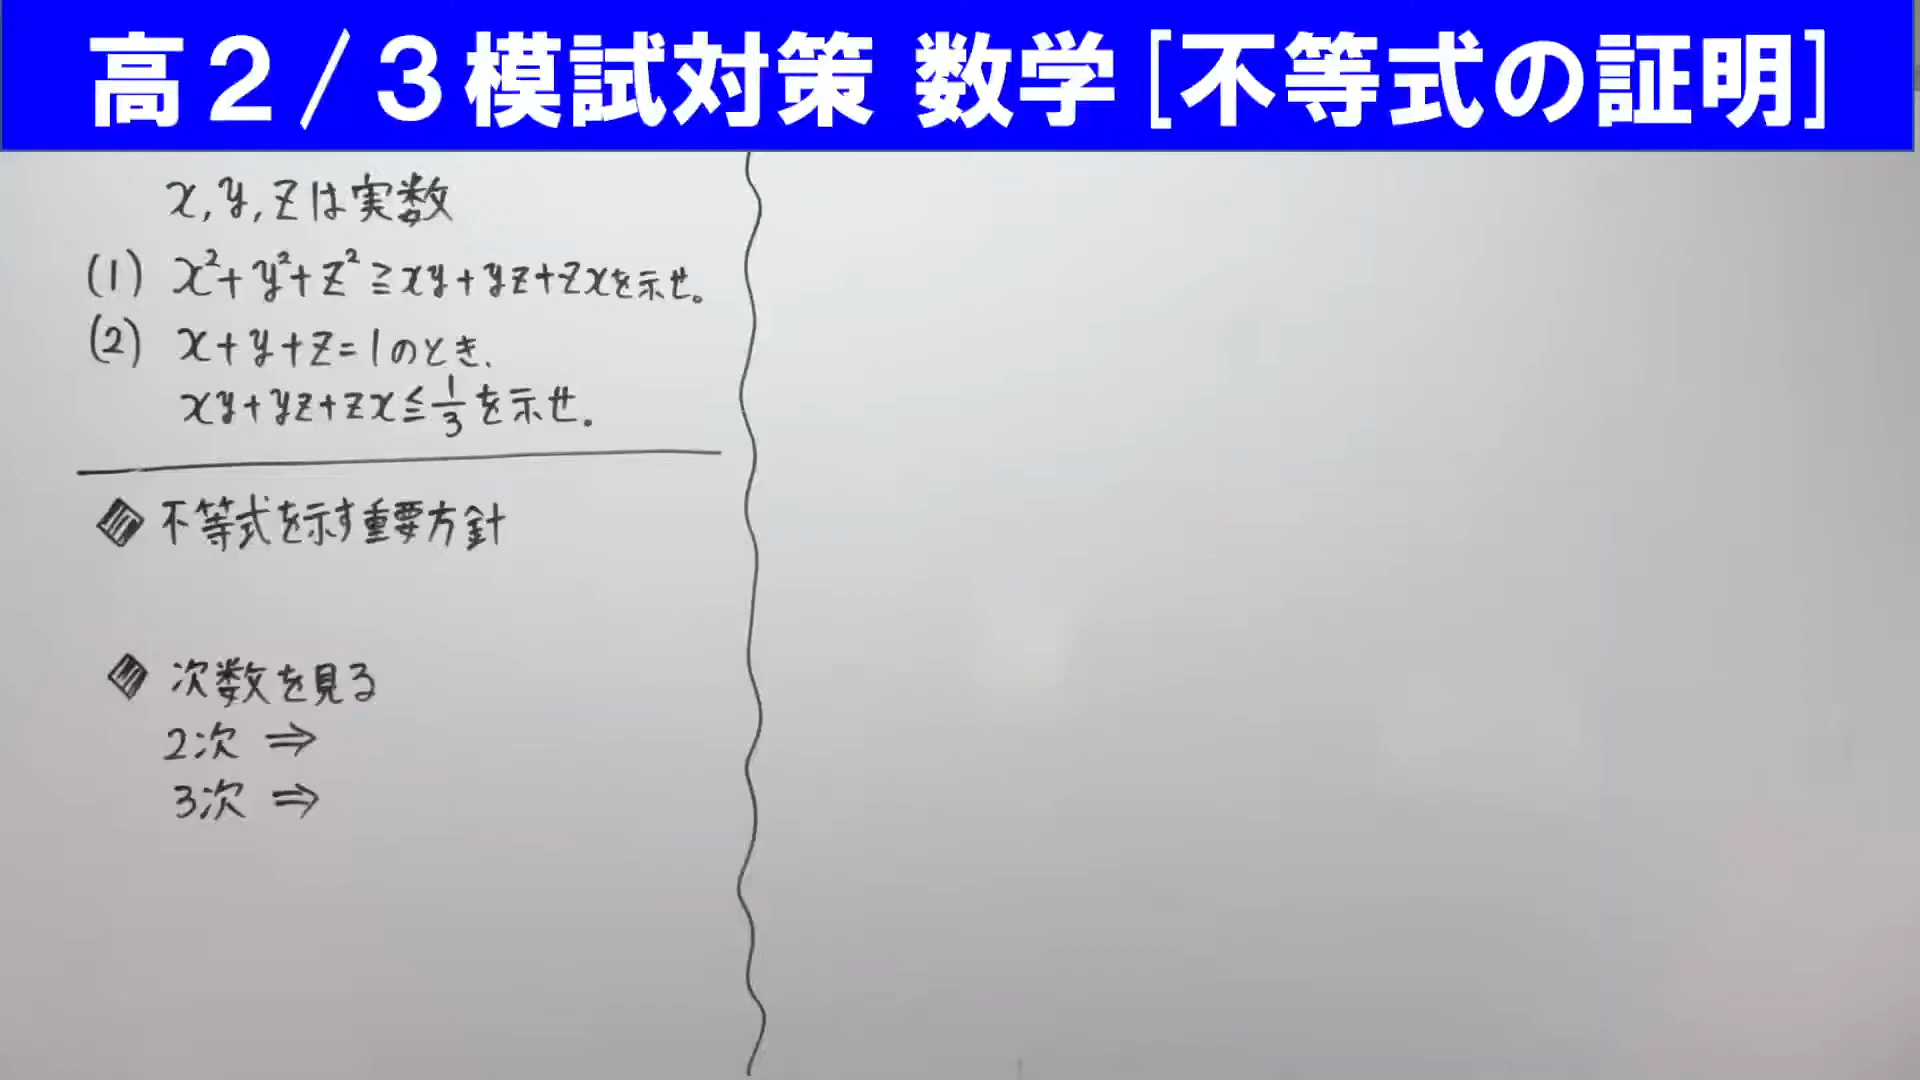 高２/３模試対策 数学[不等式の証明]
x,y,zは実数
(1) x²+y²+z²≧xy+yz+zxを示せ。
(2) x+y+z=1のとき、
xy+yz+zx≦1/3を示せ。
◆不等式を示す重要方針
◆次数を見る
2次 ⇒
3次 ⇒